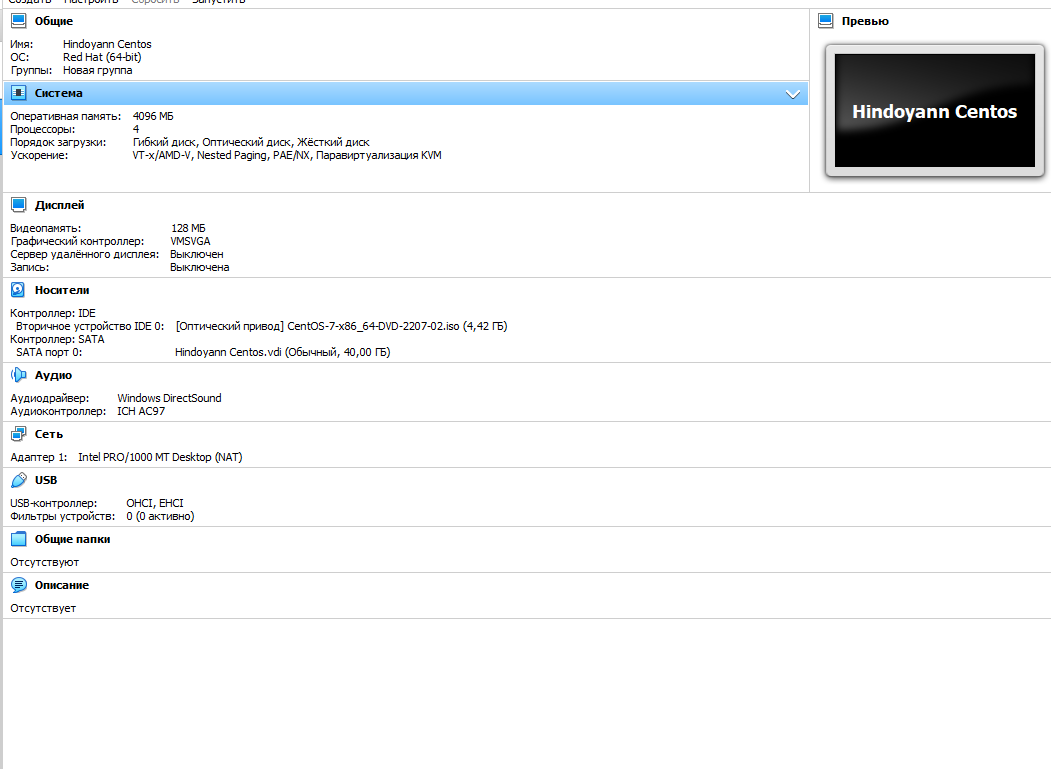 Создать Настроить Сбросить Запустить
Общие
Имя: Hindoyann Centos
ОС: Red Hat (64-bit)
Группы: Новая группа
Превью
Hindoyann Centos
Система
Оперативная память: 4096 МБ
Процессоры: 4
Порядок загрузки: Гибкий диск, Оптический диск, Жёсткий диск
Ускорение: VT-x/AMD-V, Nested Paging, PAE/NX, Паравиртуализация KVM
Дисплей
Видеопамять: 128 МБ
Графический контроллер: VMSVGA
Сервер удалённого дисплея: Выключен
Запись: Выключена
Носители
Контроллер: IDE
Вторичное устройство IDE 0: [Оптический привод] CentOS-7-x86_64-DVD-2207-02.iso (4,42 ГБ)
Контроллер: SATA
SATA порт 0: Hindoyann Centos.vdi (Обычный, 40,00 ГБ)
Аудио
Аудиодрайвер: Windows DirectSound
Аудиоконтроллер: ICH AC97
Сеть
Адаптер 1: Intel PRO/1000 MT Desktop (NAT)
USB
USB-контроллер: OHCI, EHCI
Фильтры устройств: 0 (0 активно)
Общие папки
Отсутствуют
Описание
Отсутствует